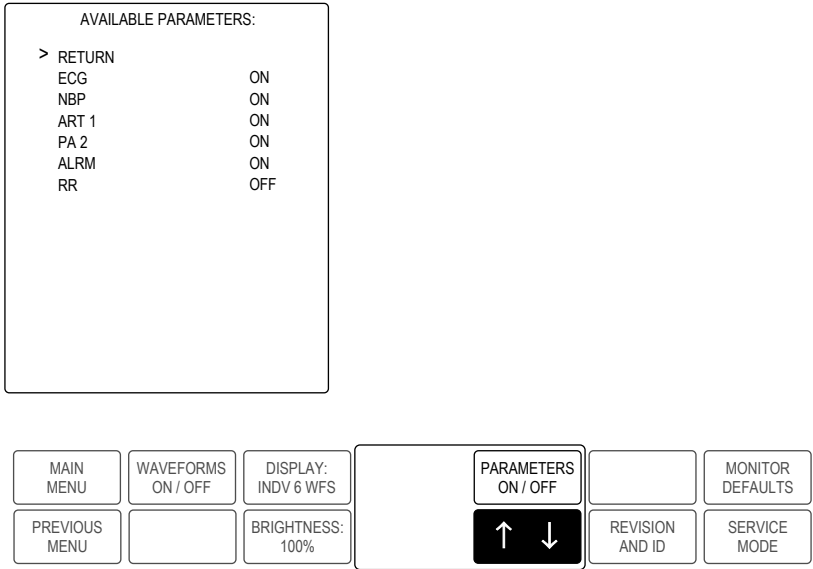 AVAILABLE PARAMETERS:
> RETURN
ECG ON
NBP ON
ART 1 ON
PA 2 ON
ALRM ON
RR OFF
MAIN MENU
WAVEFORMS ON / OFF
DISPLAY: INDV 6 WFS
PARAMETERS ON / OFF
MONITOR DEFAULTS
PREVIOUS MENU
BRIGHTNESS: 100%
↑ ↓
REVISION AND ID
SERVICE MODE